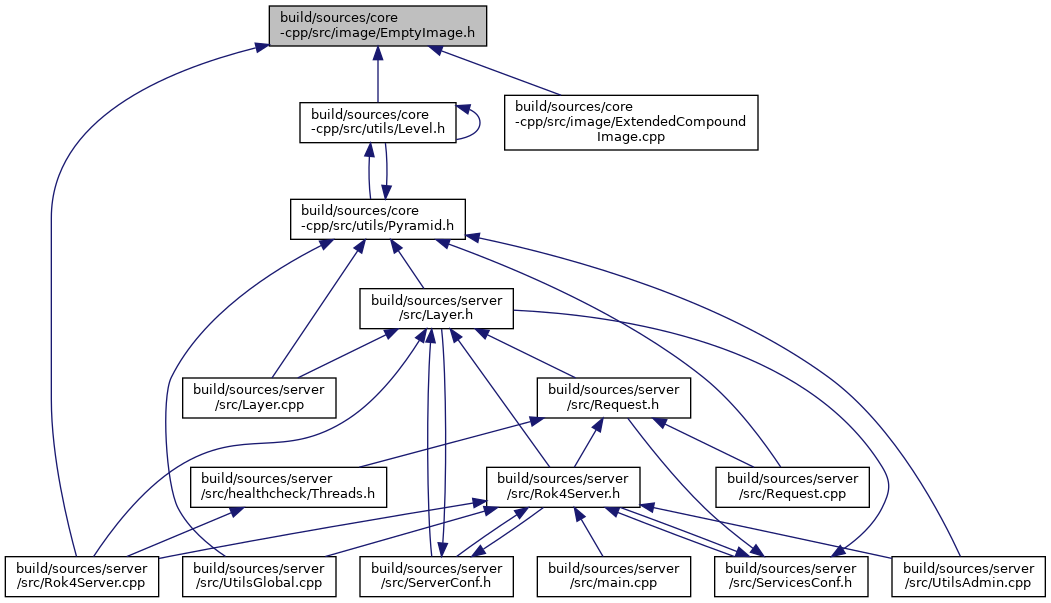 build/sources/core
-cpp/src/image/EmptyImage.h
build/sources/core
-cpp/src/utils/Level.h
build/sources/core
-cpp/src/image/ExtendedCompound
Image.cpp
build/sources/core
-cpp/src/utils/Pyramid.h
build/sources/server
/src/Layer.h
build/sources/server
/src/Layer.cpp
build/sources/server
/src/Request.h
build/sources/server
/src/healthcheck/Threads.h
build/sources/server
/src/Rok4Server.h
build/sources/server
/src/Request.cpp
build/sources/server
/src/Rok4Server.cpp
build/sources/server
/src/UtilsGlobal.cpp
build/sources/server
/src/ServerConf.h
build/sources/server
/src/main.cpp
build/sources/server
/src/ServicesConf.h
build/sources/server
/src/UtilsAdmin.cpp